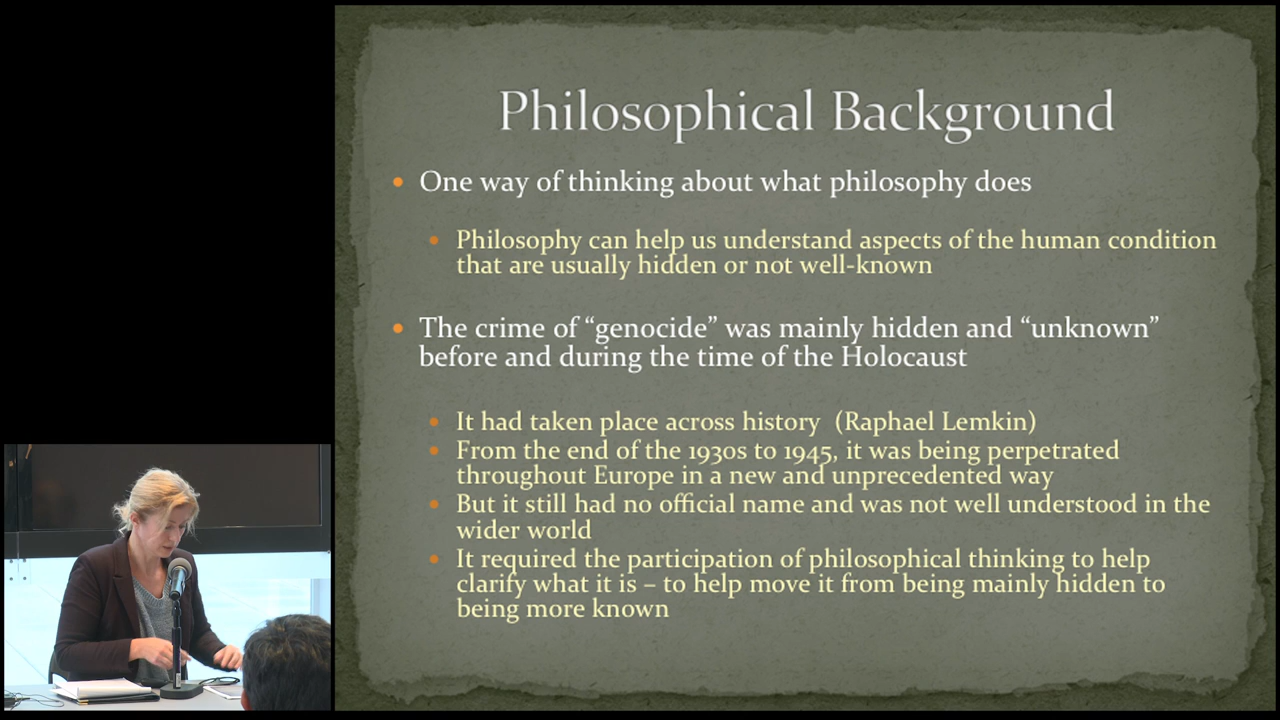 Philosophical Background
One way of thinking about what philosophy does
Philosophy can help us understand aspects of the human condition
that are usually hidden or not well-known
The crime of “genocide” was mainly hidden and “unknown”
before and during the time of the Holocaust
It had taken place across history (Raphael Lemkin)
From the end of the 1930s to 1945, it was being perpetrated
throughout Europe in a new and unprecedented way
But it still had no official name and was not well understood in the
wider world
It required the participation of philosophical thinking to help
clarify what it is – to help move it from being mainly hidden to
being more known